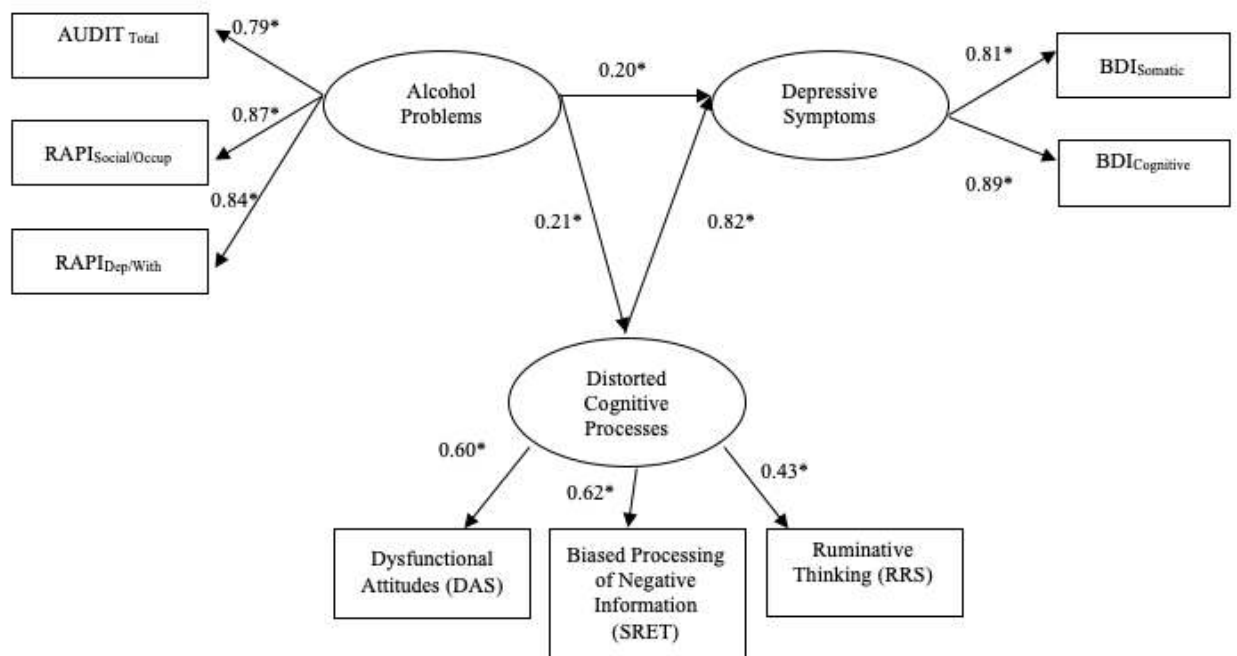 AUDIT Total
0.79*
RAPISocial/Occup
0.87*
RAPIDep/With
0.84*
Alcohol
Problems
0.20*
Depressive
Symptoms
0.81*
BDISomatic
BDICognitive
0.89*
0.21*
0.82*
Distorted
Cognitive
Processes
0.60*
0.62*
0.43*
Dysfunctional
Attitudes (DAS)
Biased Processing
of Negative
Information
(SRET)
Ruminative
Thinking (RRS)